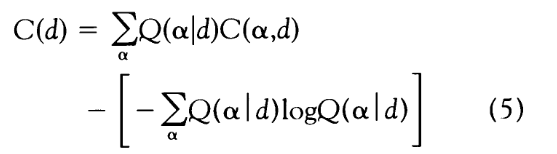 C(d) = ∑_α Q(α|d)C(α,d)
− [ −∑_α Q(α|d)logQ(α|d) ] (5)